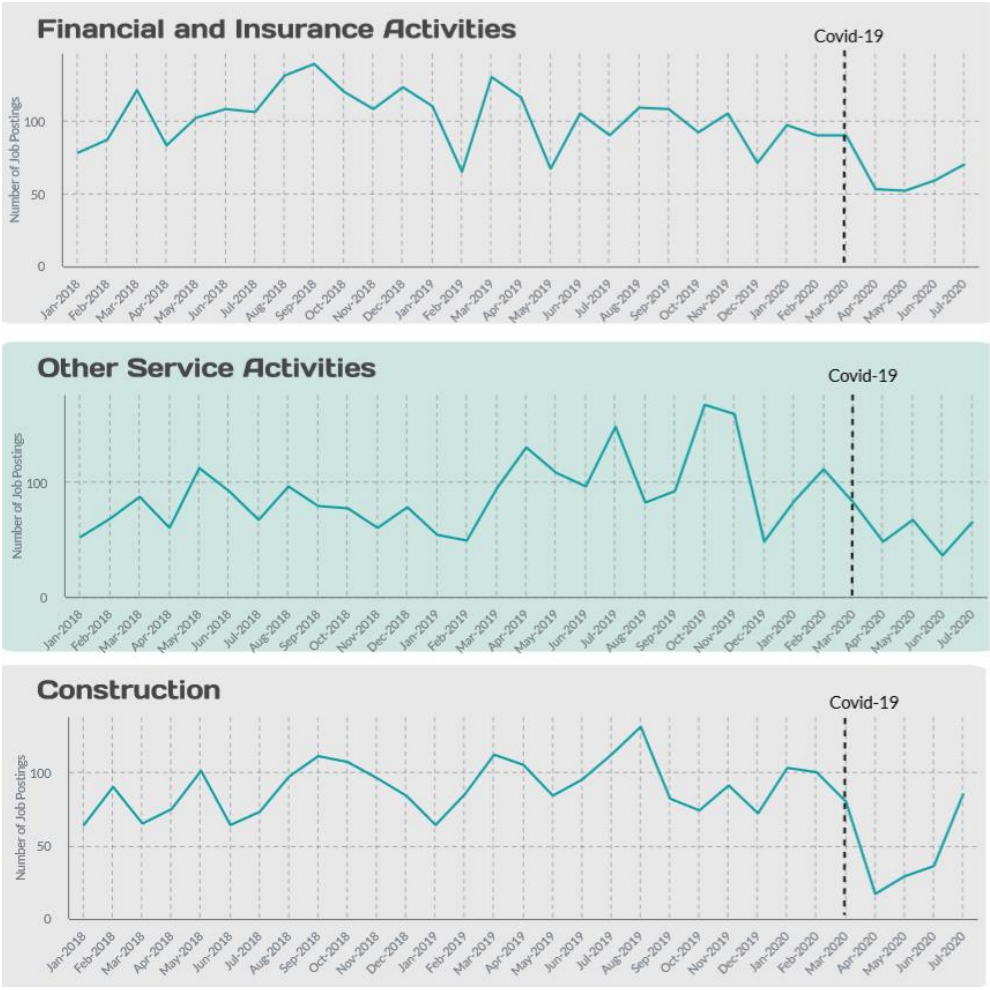 Financial and Insurance Activities
Covid-19
Number of Job Postings
100
50
0
Jan-2018 Feb-2018 Mar-2018 Apr-2018 May-2018 Jun-2018 Jul-2018 Aug-2018 Sep-2018 Oct-2018 Nov-2018 Dec-2018 Jan-2019 Feb-2019 Mar-2019 Apr-2019 May-2019 Jun-2019 Jul-2019 Aug-2019 Sep-2019 Oct-2019 Nov-2019 Dec-2019 Jan-2020 Feb-2020 Mar-2020 Apr-2020 May-2020 Jun-2020 Jul-2020
Other Service Activities
Covid-19
Number of Job Postings
100
0
Jan-2018 Feb-2018 Mar-2018 Apr-2018 May-2018 Jun-2018 Jul-2018 Aug-2018 Sep-2018 Oct-2018 Nov-2018 Dec-2018 Jan-2019 Feb-2019 Mar-2019 Apr-2019 May-2019 Jun-2019 Jul-2019 Aug-2019 Sep-2019 Oct-2019 Nov-2019 Dec-2019 Jan-2020 Feb-2020 Mar-2020 Apr-2020 May-2020 Jun-2020 Jul-2020
Construction
Covid-19
Number of Job Postings
100
50
0
Jan-2018 Feb-2018 Mar-2018 Apr-2018 May-2018 Jun-2018 Jul-2018 Aug-2018 Sep-2018 Oct-2018 Nov-2018 Dec-2018 Jan-2019 Feb-2019 Mar-2019 Apr-2019 May-2019 Jun-2019 Jul-2019 Aug-2019 Sep-2019 Oct-2019 Nov-2019 Dec-2019 Jan-2020 Feb-2020 Mar-2020 Apr-2020 May-2020 Jun-2020 Jul-2020